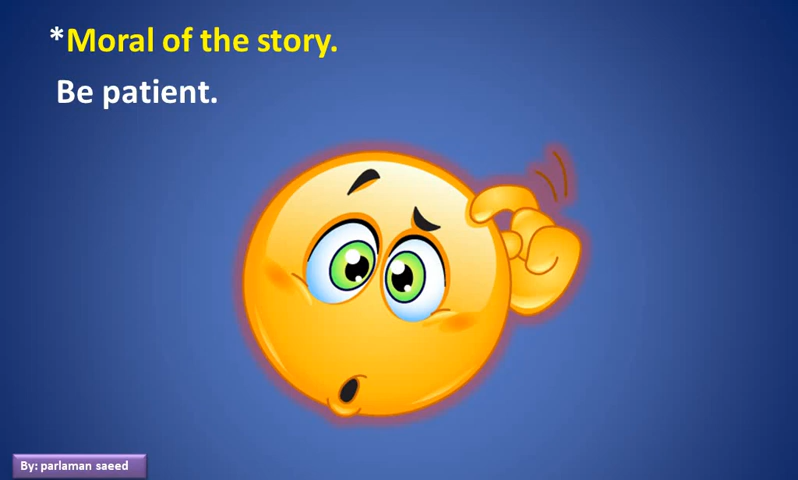 *Moral of the story.
Be patient.
By: parlaman saeed